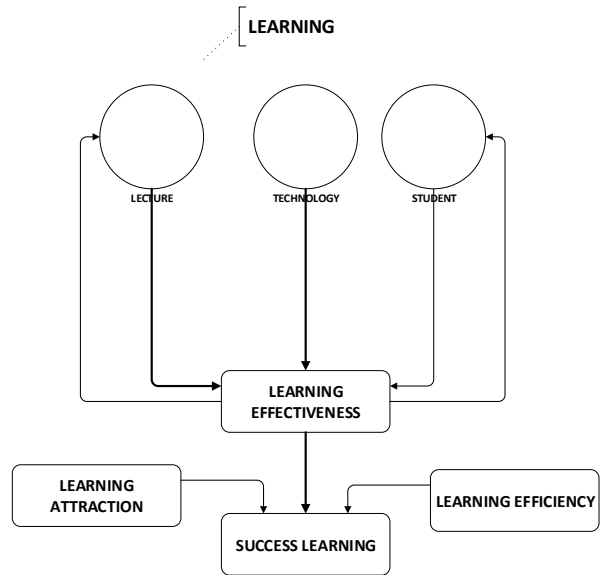 LEARNING
LECTURE
TECHNOLOGY
STUDENT
LEARNING
EFFECTIVENESS
LEARNING
ATTRACTION
LEARNING EFFICIENCY
SUCCESS LEARNING